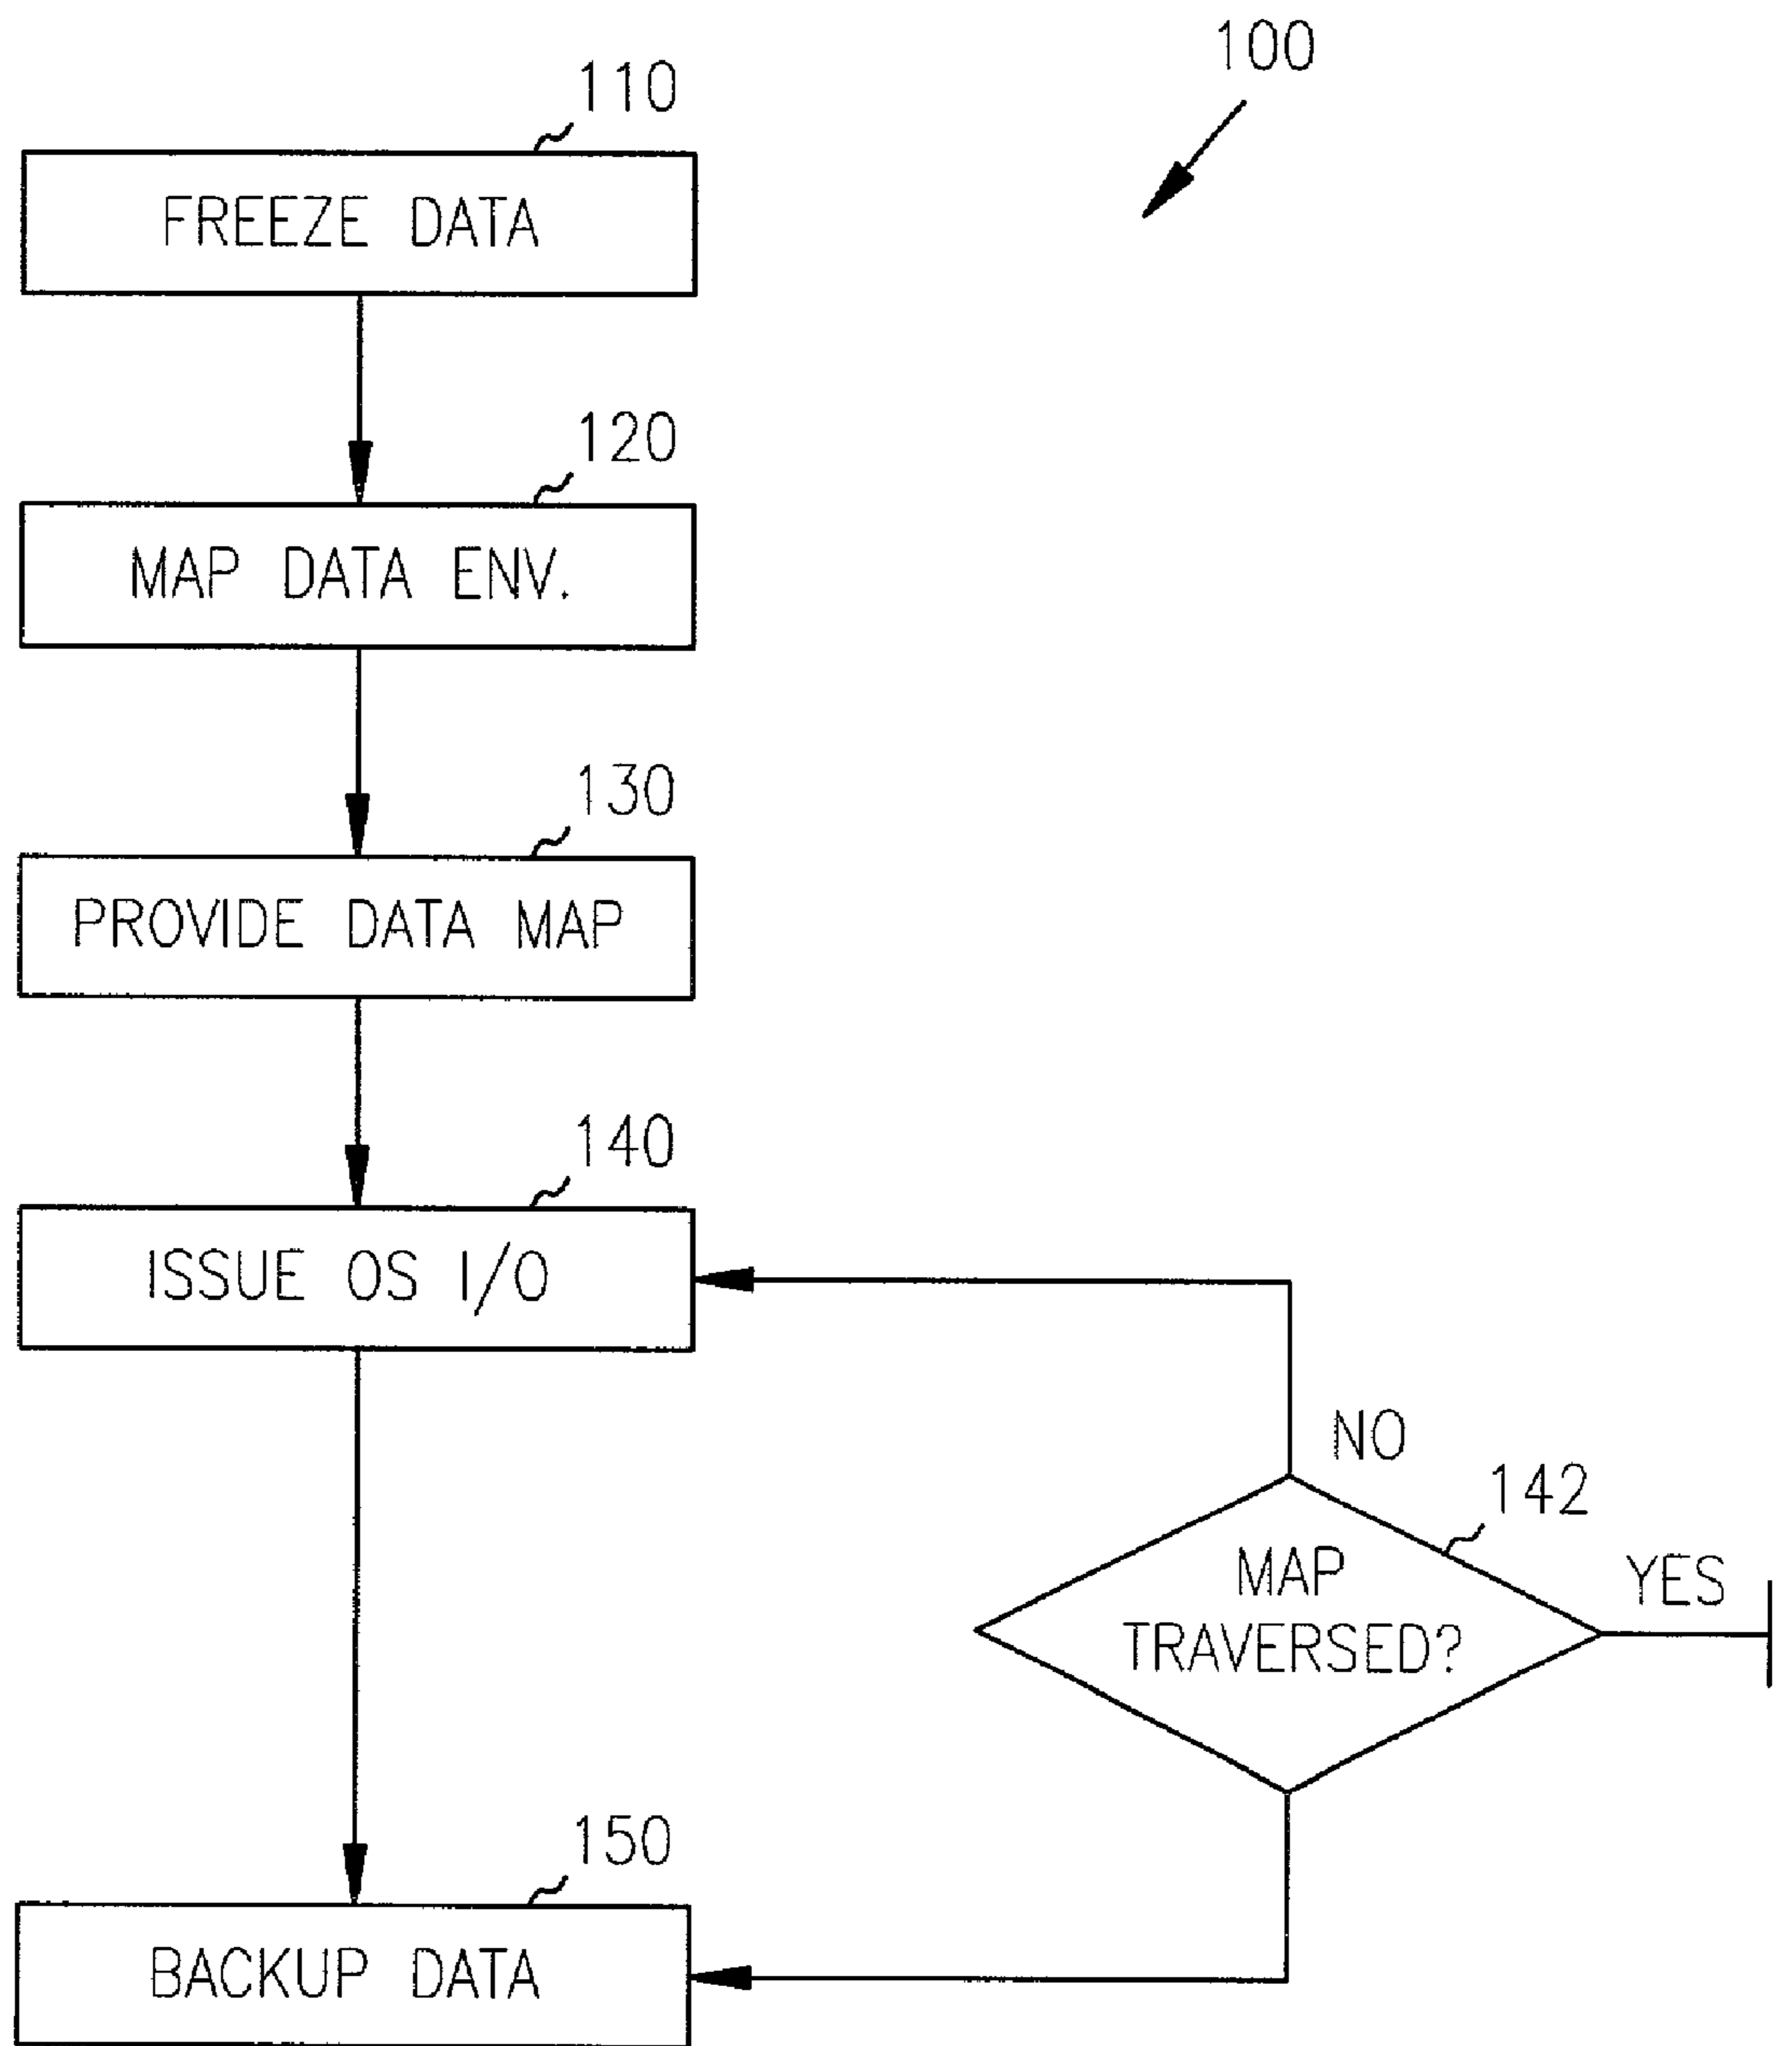 100
110
FREEZE DATA
120
MAP DATA ENV.
130
PROVIDE DATA MAP
140
ISSUE OS I/O
NO
142
MAP
TRAVERSED?
YES
150
BACKUP DATA